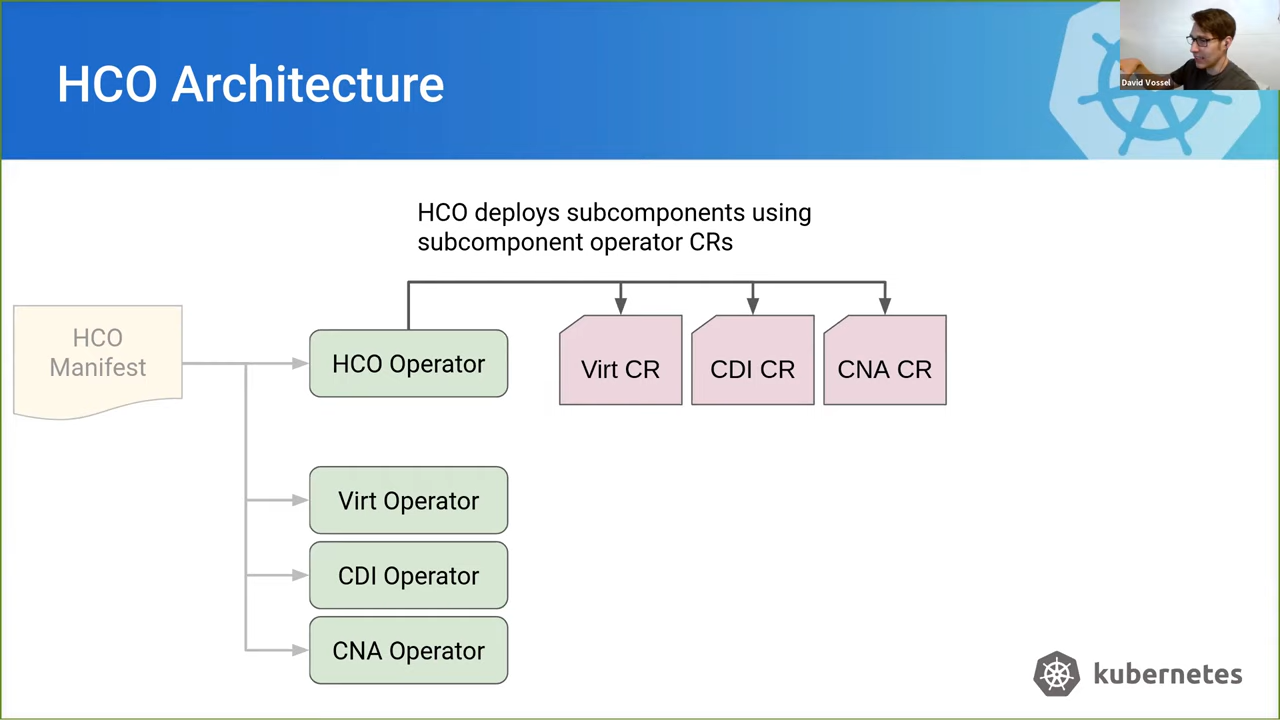 HCO Architecture
David Vossel
HCO deploys subcomponents using
subcomponent operator CRs
HCO
Manifest
HCO Operator
Virt CR
CDI CR
CNA CR
Virt Operator
CDI Operator
CNA Operator
kubernetes